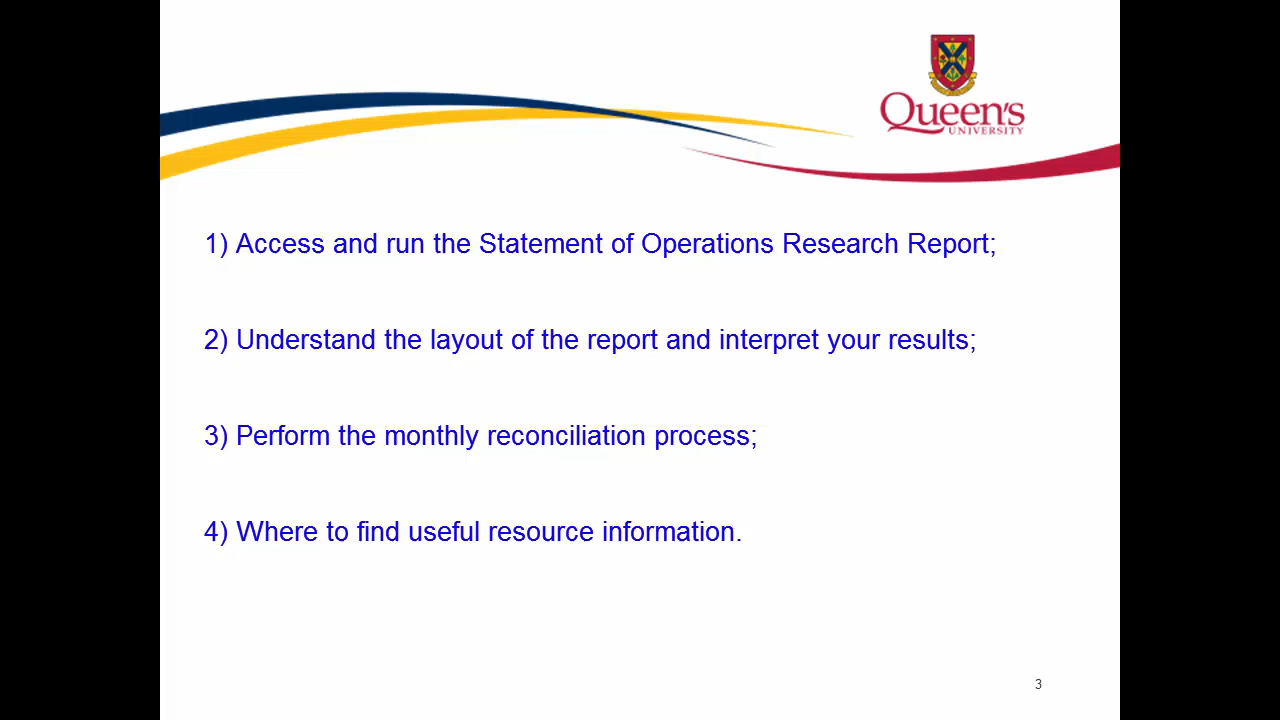 Queen's
UNIVERSITY
1) Access and run the Statement of Operations Research Report;
2) Understand the layout of the report and interpret your results;
3) Perform the monthly reconciliation process;
4) Where to find useful resource information.
3